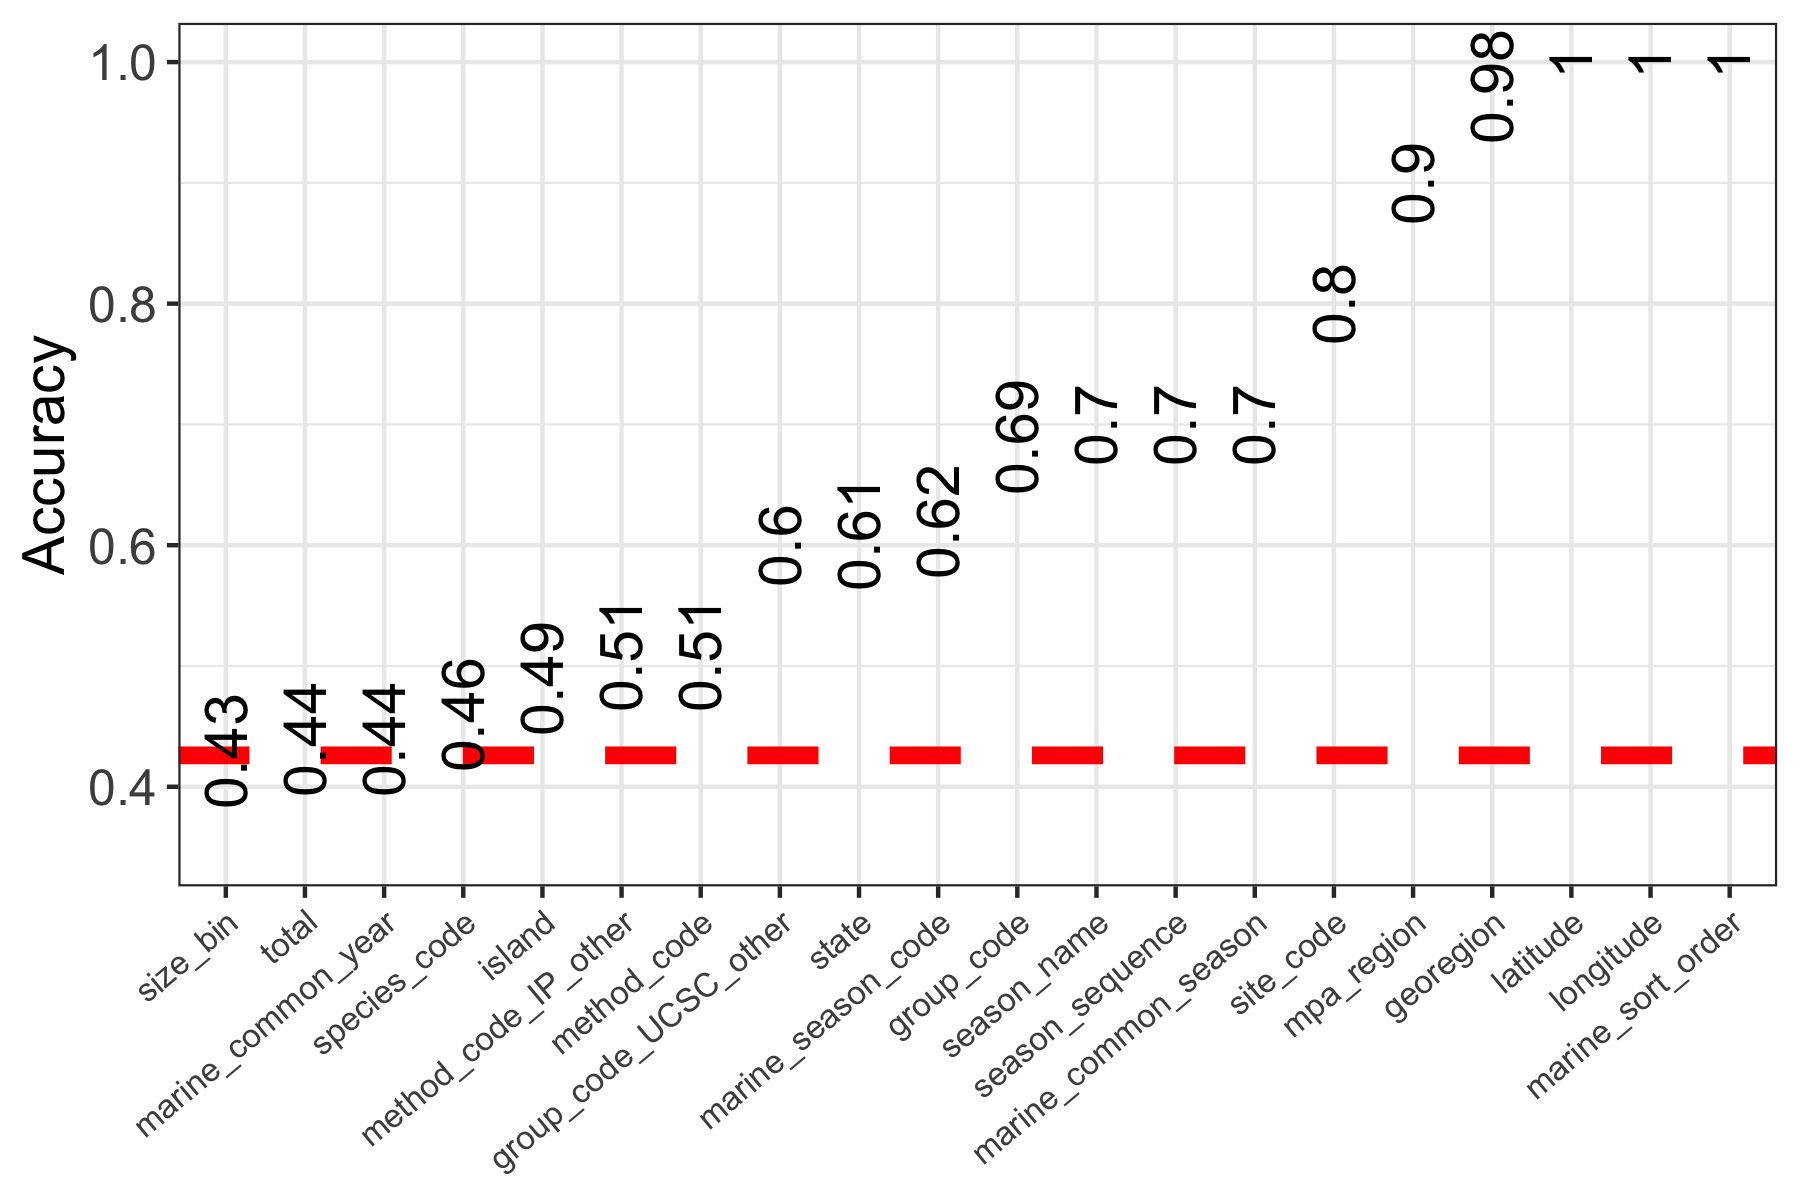 Accuracy
1.0
0.8
0.6
0.4
0.43
0.44
0.44
0.46
0.49
0.51
0.51
0.6
0.61
0.62
0.69
0.7
0.7
0.7
0.8
0.9
0.98
1
1
1
size_bin
total
marine_common_year
species_code
island
method_code_IP_other
method_code
group_code_UCSC_other
state
marine_season_code
group_code
season_name
season_sequence
marine_common_season
site_code
mpa_region
georegion
latitude
longitude
marine_sort_order